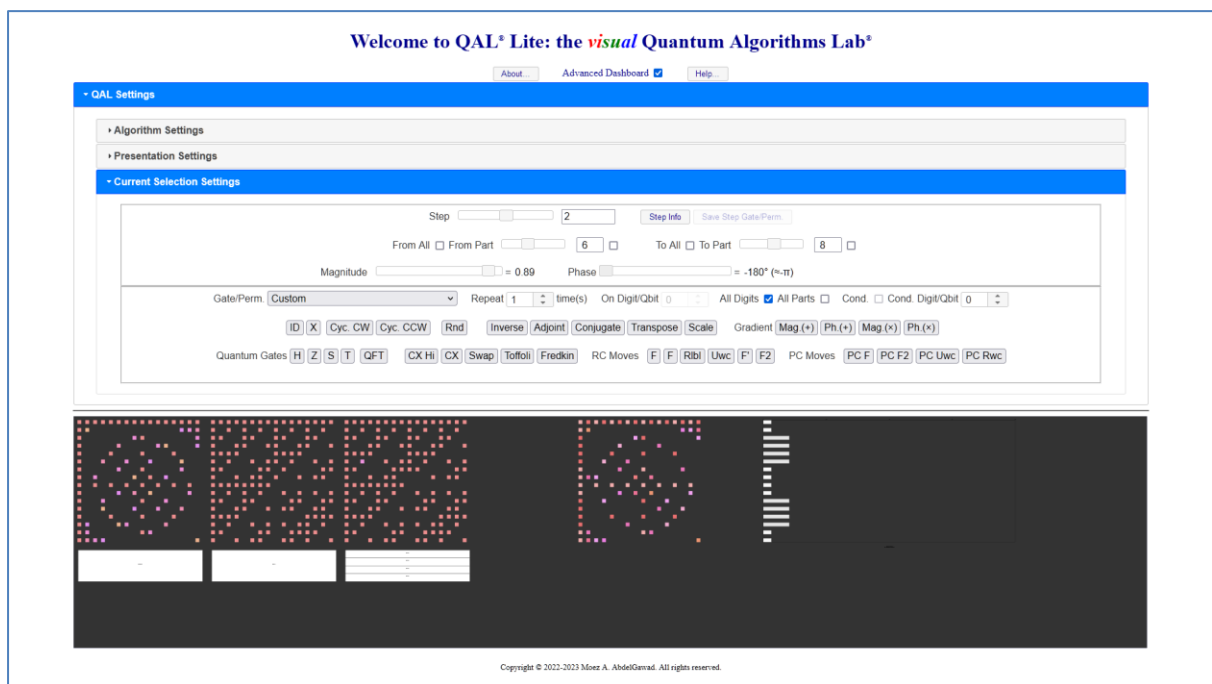 Welcome to QAL® Lite: the visual Quantum Algorithms Lab®
About... Advanced Dashboard Help...
QAL Settings
Algorithm Settings
Presentation Settings
Current Selection Settings
Step 2 Step Info Save Step Gate/Perm.
From All From Part 6 To All To Part 8
Magnitude = 0.89 Phase = -180° (≈-π)
Gate/Perm. Custom Repeat 1 time(s) On Digit/Qbit 0 All Digits All Parts Cond. Cond. Digit/Qbit 0
ID X Cyc. CW Cyc. CCW Rnd Inverse Adjoint Conjugate Transpose Scale Gradient Mag.(+) Ph.(+) Mag.(×) Ph.(×)
Quantum Gates H Z S T QFT CX Hi CX Swap Toffoli Fredkin RC Moves F F Rlbl Uwc F' F2 PC Moves PC F PC F2 PC Uwc PC Rwc
Copyright © 2022-2023 Moez A. AbdelGawad. All rights reserved.